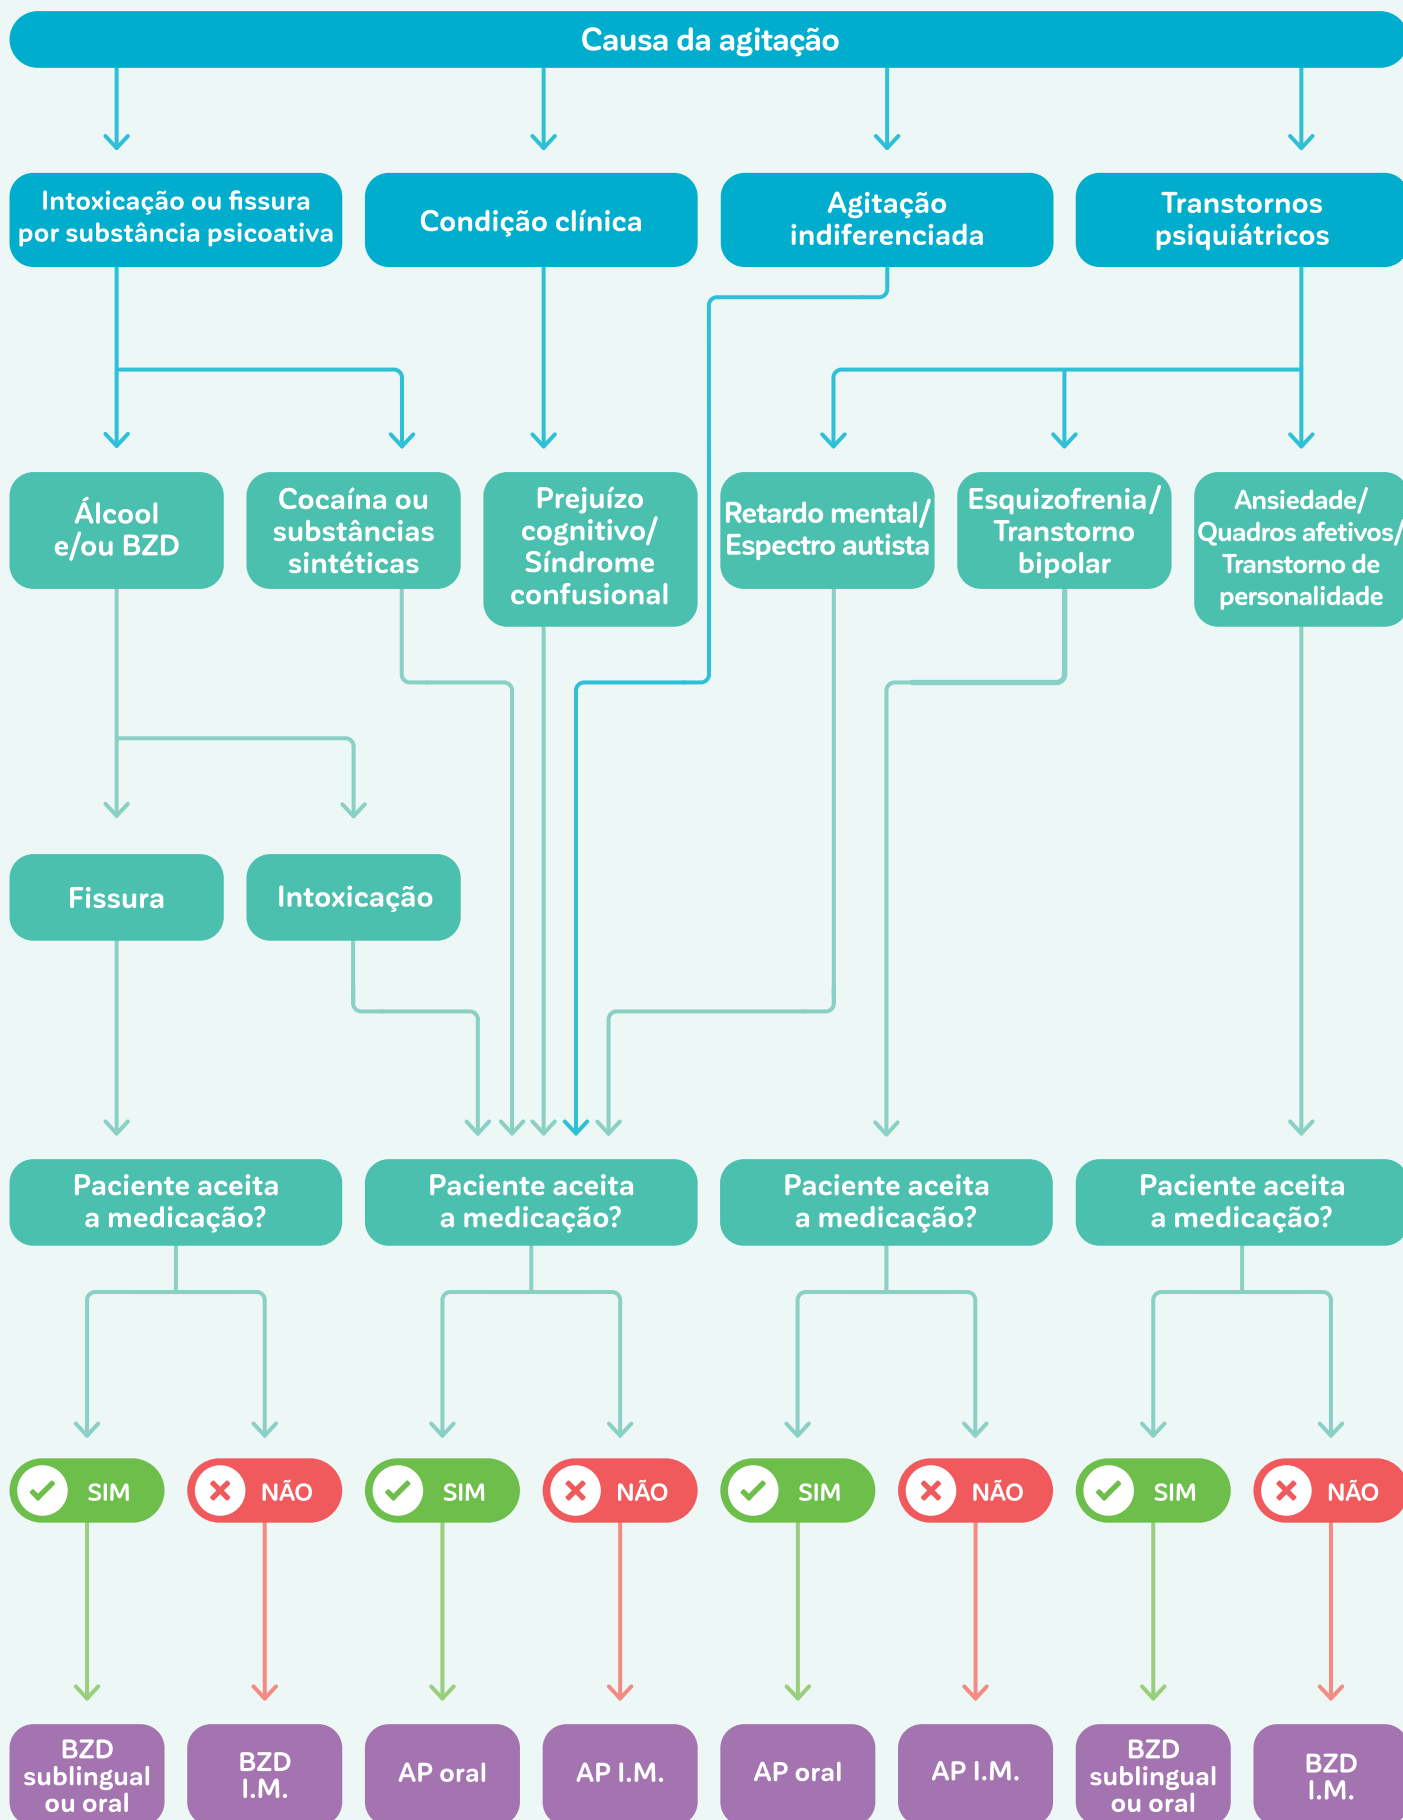 Causa da agitação
Intoxicação ou fissura
por substância psicoativa
Condição clínica
Agitação
indiferenciada
Transtornos
psiquiátricos
Álcool
e/ou BZD
Cocaína ou
substâncias
sintéticas
Prejuízo
cognitivo/
Síndrome
confusional
Retardo mental/
Espectro autista
Esquizofrenia/
Transtorno
bipolar
Ansiedade/
Quadros afetivos/
Transtorno de
personalidade
Fissura
Intoxicação
Paciente aceita
a medicação?
Paciente aceita
a medicação?
Paciente aceita
a medicação?
Paciente aceita
a medicação?
SIM
NÃO
SIM
NÃO
SIM
NÃO
SIM
NÃO
BZD
sublingual
ou oral
BZD
I.M.
AP oral
AP I.M.
AP oral
AP I.M.
BZD
sublingual
ou oral
BZD
I.M.